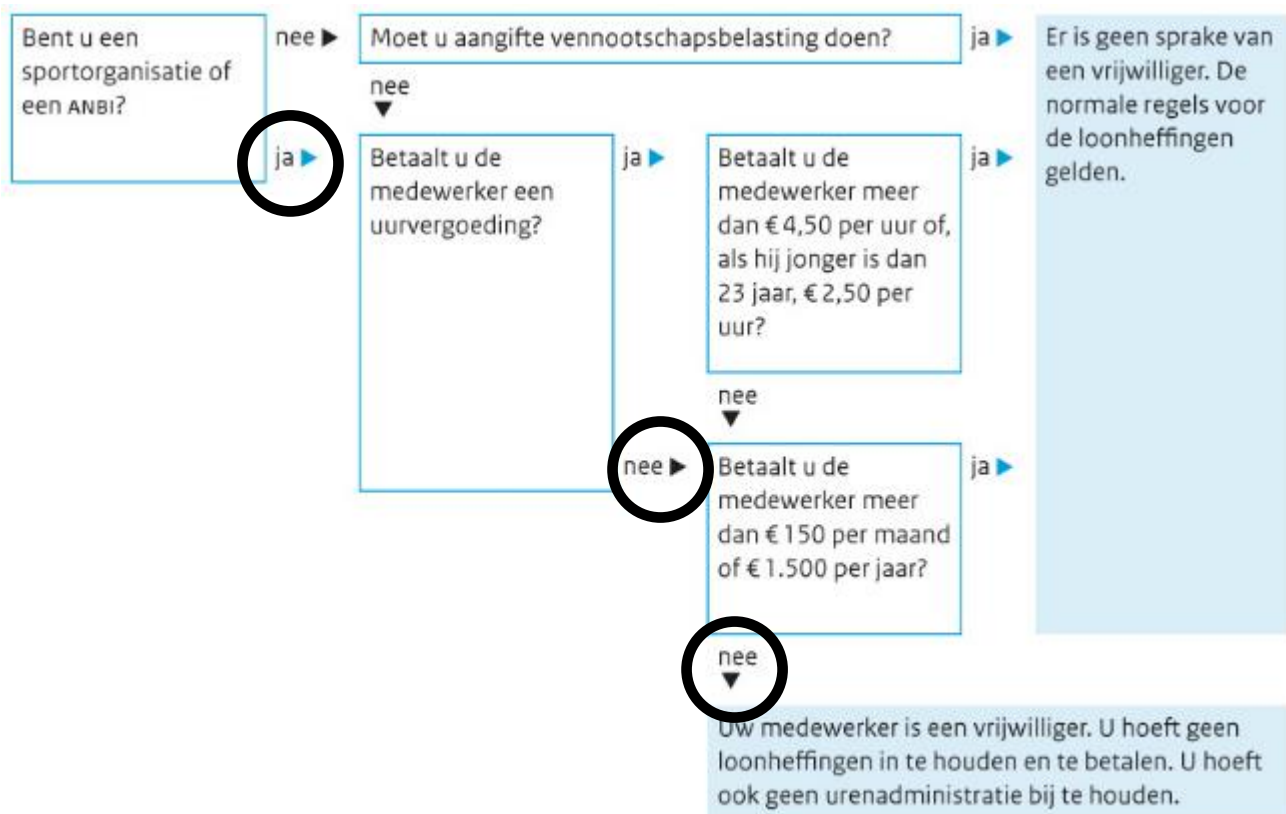 Bent u een
sportorganisatie of
een ANBI?
nee ▶
ja ▶
Moet u aangifte vennootschapsbelasting doen?
ja ▶
nee
▼
Betaalt u de
medewerker een
uurvergoeding?
ja ▶
nee ▶
Betaalt u de
medewerker meer
dan € 4,50 per uur of,
als hij jonger is dan
23 jaar, € 2,50 per
uur?
ja ▶
nee
▼
Betaalt u de
medewerker meer
dan € 150 per maand
of € 1.500 per jaar?
ja ▶
nee
▼
Er is geen sprake van
een vrijwilliger. De
normale regels voor
de loonheffingen
gelden.
Uw medewerker is een vrijwilliger. U hoeft geen
loonheffingen in te houden en te betalen. U hoeft
ook geen urenadministratie bij te houden.